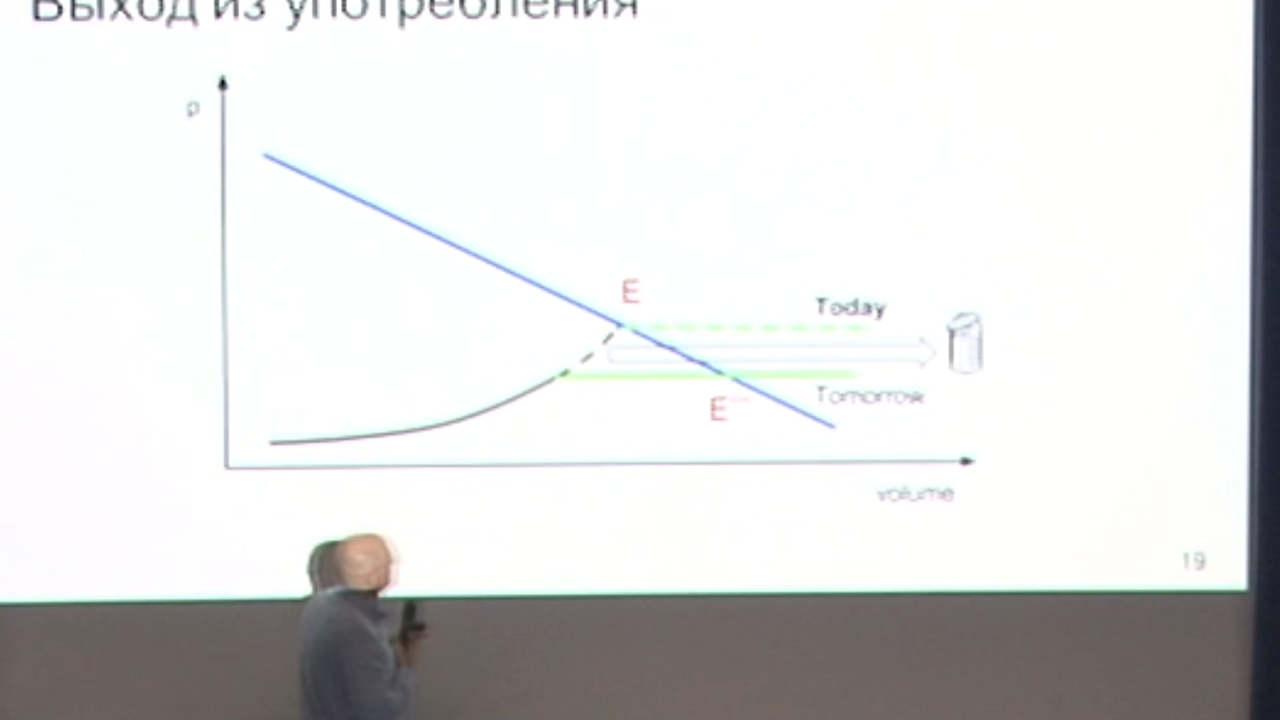 Выход из употребления
p
E
Today
Tomorrow
E
volume
19